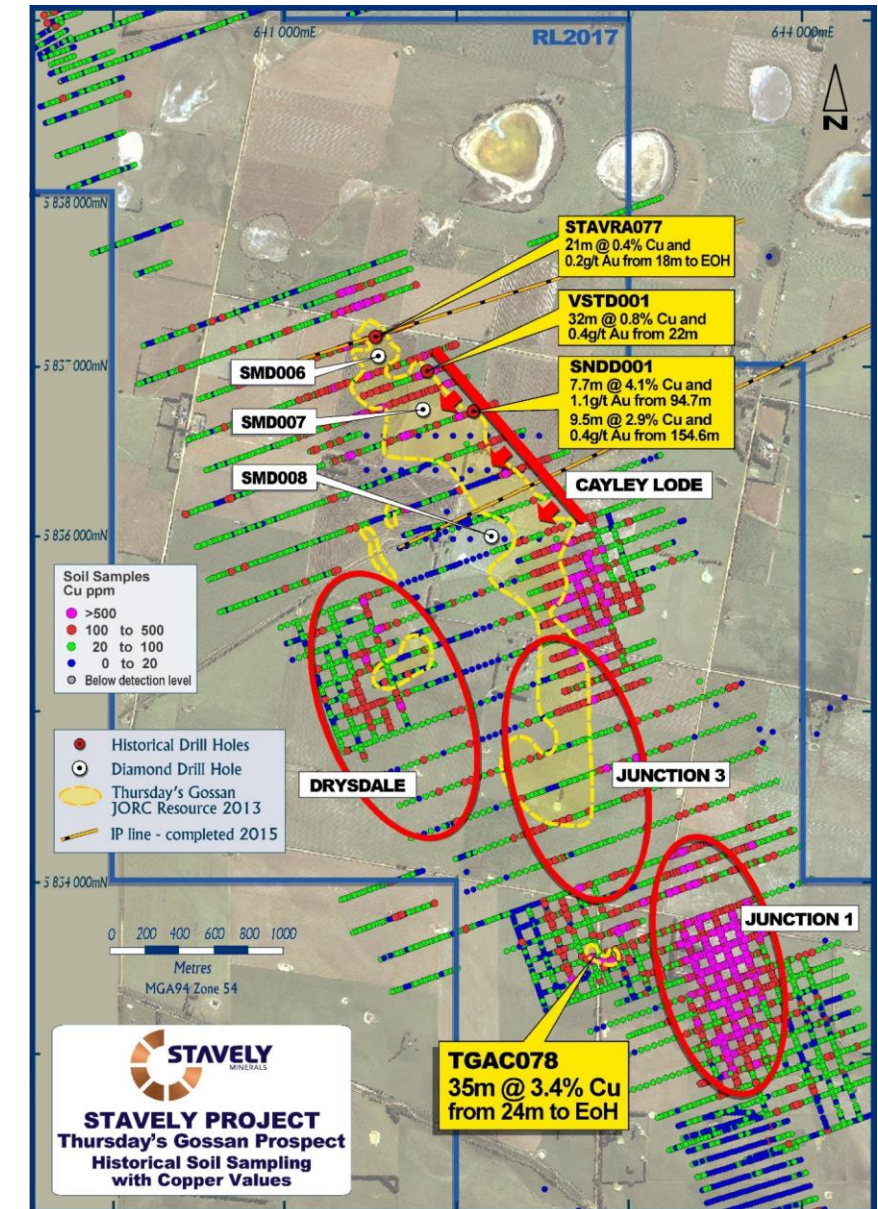 641 000mE
644 000mE
RL2017
N
5 838 000mN
STAVRA077
21m @ 0.4% Cu and
0.2g/t Au from 18m to EOH
VSTD001
32m @ 0.8% Cu and
0.4g/t Au from 22m
5 837 000mN
SMD006
SNDD001
7.7m @ 4.1% Cu and
1.1g/t Au from 94.7m
9.5m @ 2.9% Cu and
0.4g/t Au from 154.6m
SMD007
SMD008
CAYLEY LODE
5 836 000mN
Soil Samples
Cu ppm
>500
100 to 500
20 to 100
0 to 20
Below detection level
Historical Drill Holes
Diamond Drill Hole
Thursday's Gossan
JORC Resource 2013
IP line - completed 2015
DRYSDALE
JUNCTION 3
5 834 000mN
JUNCTION 1
0 200 400 600 800 1000
Metres
MGA94 Zone 54
TGAC078
35m @ 3.4% Cu
from 24m to EoH
STAVELY
MINERALS
STAVELY PROJECT
Thursday's Gossan Prospect
Historical Soil Sampling
with Copper Values